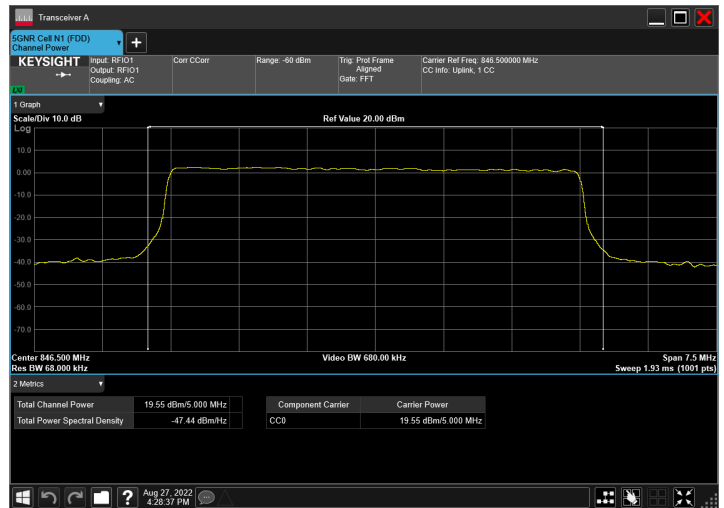 Transceiver A
5GNR Cell N1 (FDD)
Channel Power
KEYSIGHT
LXI
Input: RFIO1
Output: RFIO1
Coupling: AC
Corr CCorr
Range: -60 dBm
Trig: Prot Frame
Aligned
Gate: FFT
Carrier Ref Freq: 846.500000 MHz
CC Info: Uplink, 1 CC
1 Graph
Scale/Div 10.0 dB
Ref Value 20.00 dBm
Log
10.0
0.00
-10.0
-20.0
-30.0
-40.0
-50.0
-60.0
-70.0
Center 846.500 MHz
Video BW 680.00 kHz
Span 7.5 MHz
Res BW 68.000 kHz
Sweep 1.93 ms (1001 pts)
2 Metrics
Total Channel Power 19.55 dBm/5.000 MHz
Total Power Spectral Density -47.44 dBm/Hz
Component Carrier Carrier Power
CC0 19.55 dBm/5.000 MHz
?
Aug 27, 2022
4:28:37 PM